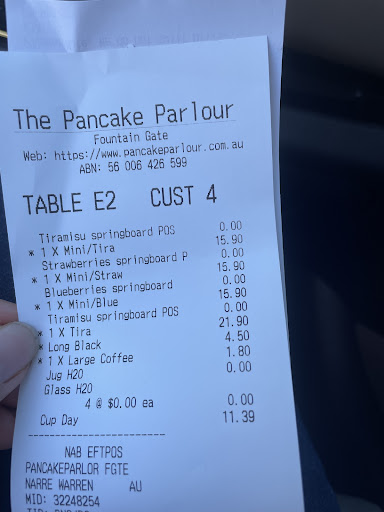 The Pancake Parlour
Fountain Gate
Web: https://www.pancakeparlour.com.au
ABN: 56 006 426 599
TABLE E2 CUST 4
Tiramisu springboard POS 0.00
* 1 X Mini/Tira 15.90
Strawberries springboard P 0.00
* 1 X Mini/Straw 15.90
Blueberries springboard 0.00
* 1 X Mini/Blue 15.90
Tiramisu springboard POS 0.00
* 1 X Tira 21.90
* Long Black 4.50
* 1 X Large Coffee 1.80
Jug H2O 0.00
Glass H2O
4 @ $0.00 ea 0.00
Cup Day 11.39
-----------------------
NAB EFTPOS
PANCAKEPARLOR FGTE
NARRE WARREN AU
MID: 32248254